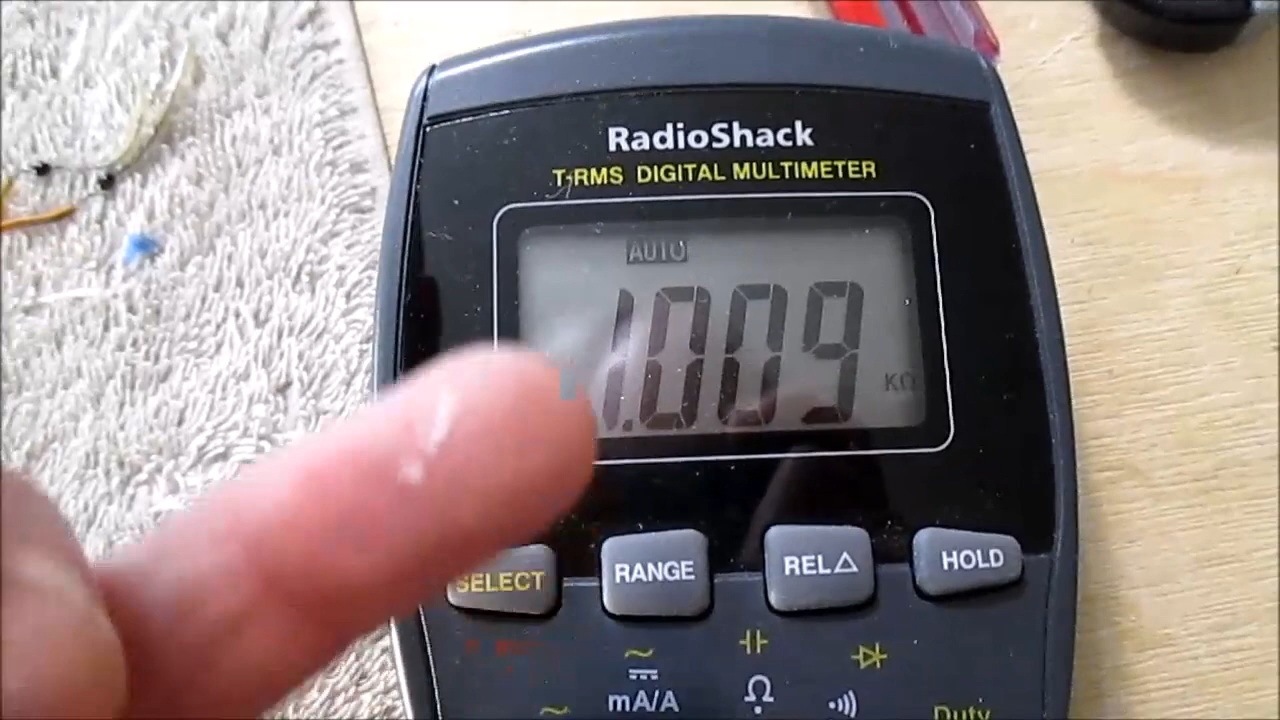 RadioShack
T-RMS DIGITAL MULTIMETER
AUTO
1.009
KΩ
SELECT RANGE REL△ HOLD
mA/A Ω
Duty